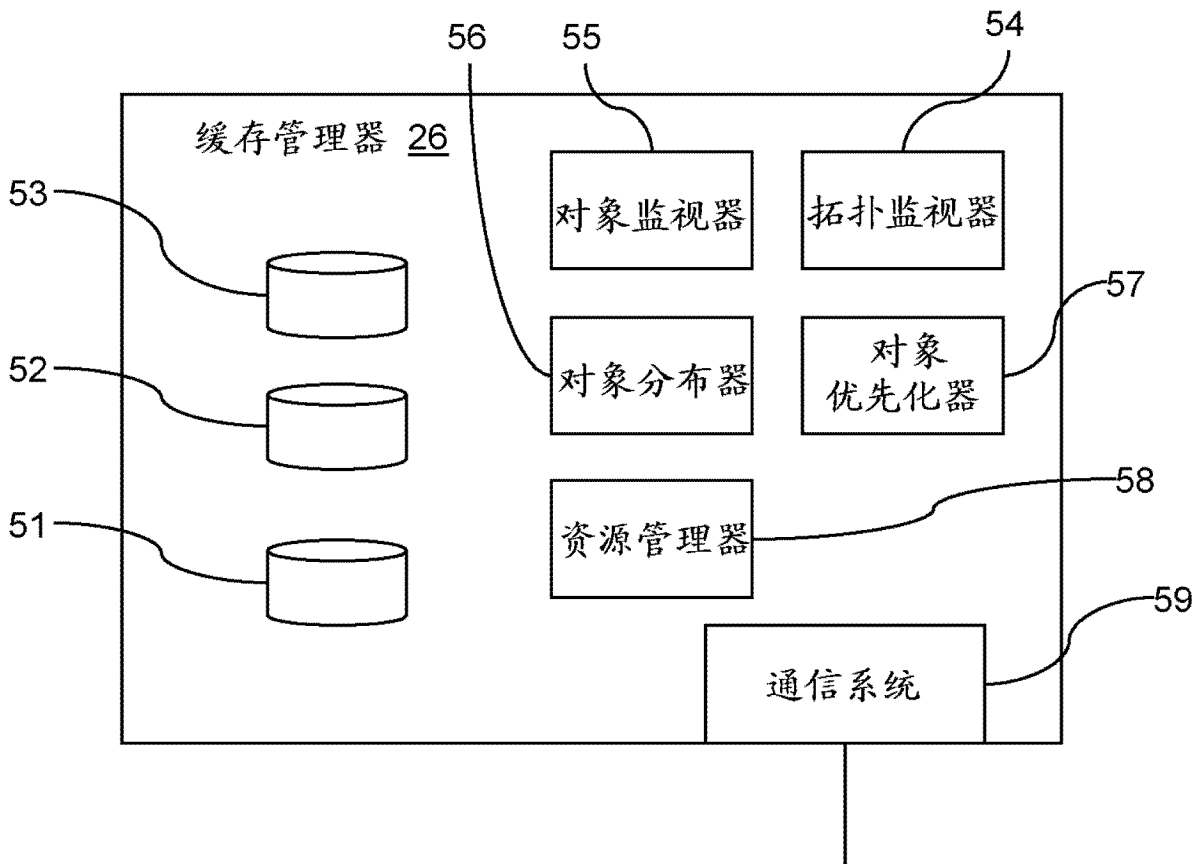 56
55
54
缓存管理器 26
53
对象监视器
拓扑监视器
57
52
对象分布器
对象
优先化器
58
51
资源管理器
59
通信系统